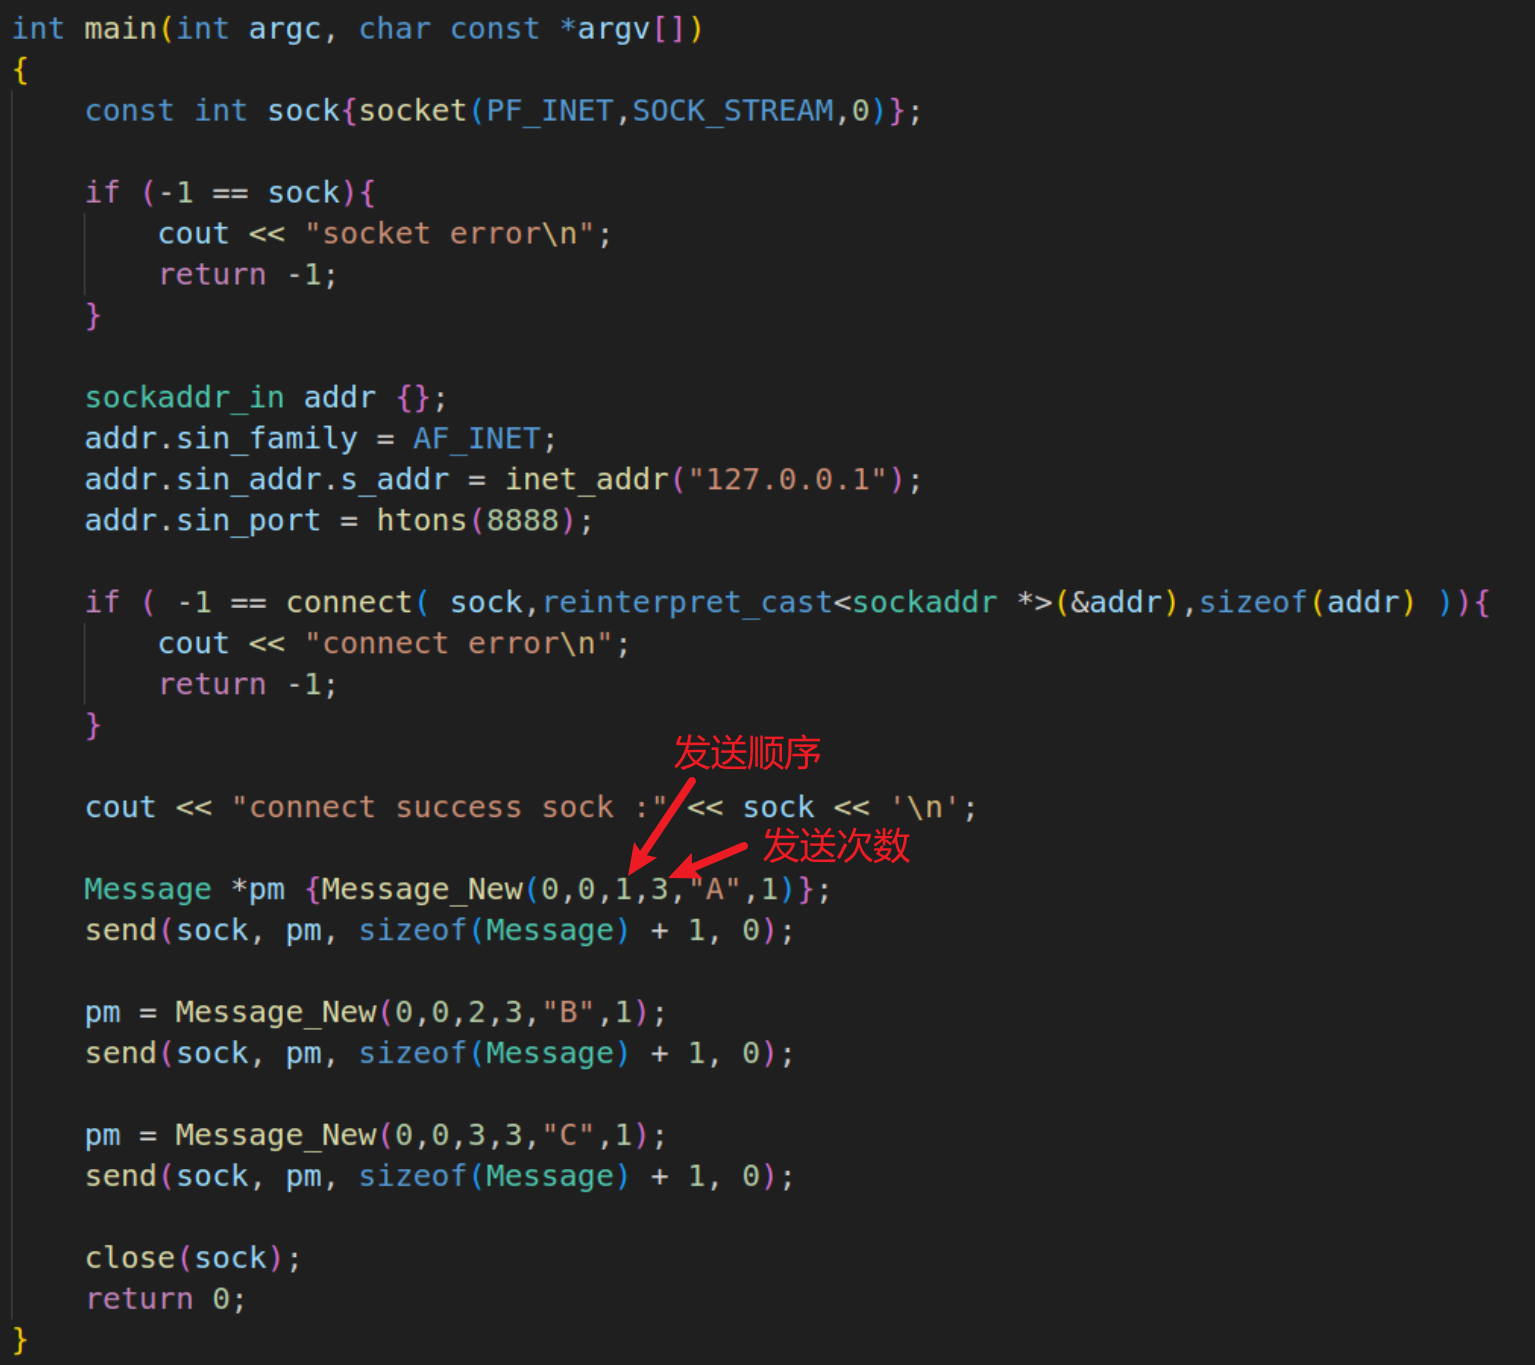 int main(int argc, char const *argv[])
{
    const int sock{socket(PF_INET,SOCK_STREAM,0)};
    if (-1 == sock){
        cout << "socket error\n";
        return -1;
    }
    sockaddr_in addr {};
    addr.sin_family = AF_INET;
    addr.sin_addr.s_addr = inet_addr("127.0.0.1");
    addr.sin_port = htons(8888);
    if ( -1 == connect( sock,reinterpret_cast<sockaddr *>(&addr),sizeof(addr) )){
        cout << "connect error\n";
        return -1;
    }
发送顺序
    cout << "connect success sock :" << sock << '\n';
发送次数
    Message *pm {Message_New(0,0,1,3,"A",1)};
    send(sock, pm, sizeof(Message) + 1, 0);
    pm = Message_New(0,0,2,3,"B",1);
    send(sock, pm, sizeof(Message) + 1, 0);
    pm = Message_New(0,0,3,3,"C",1);
    send(sock, pm, sizeof(Message) + 1, 0);
    close(sock);
    return 0;
}